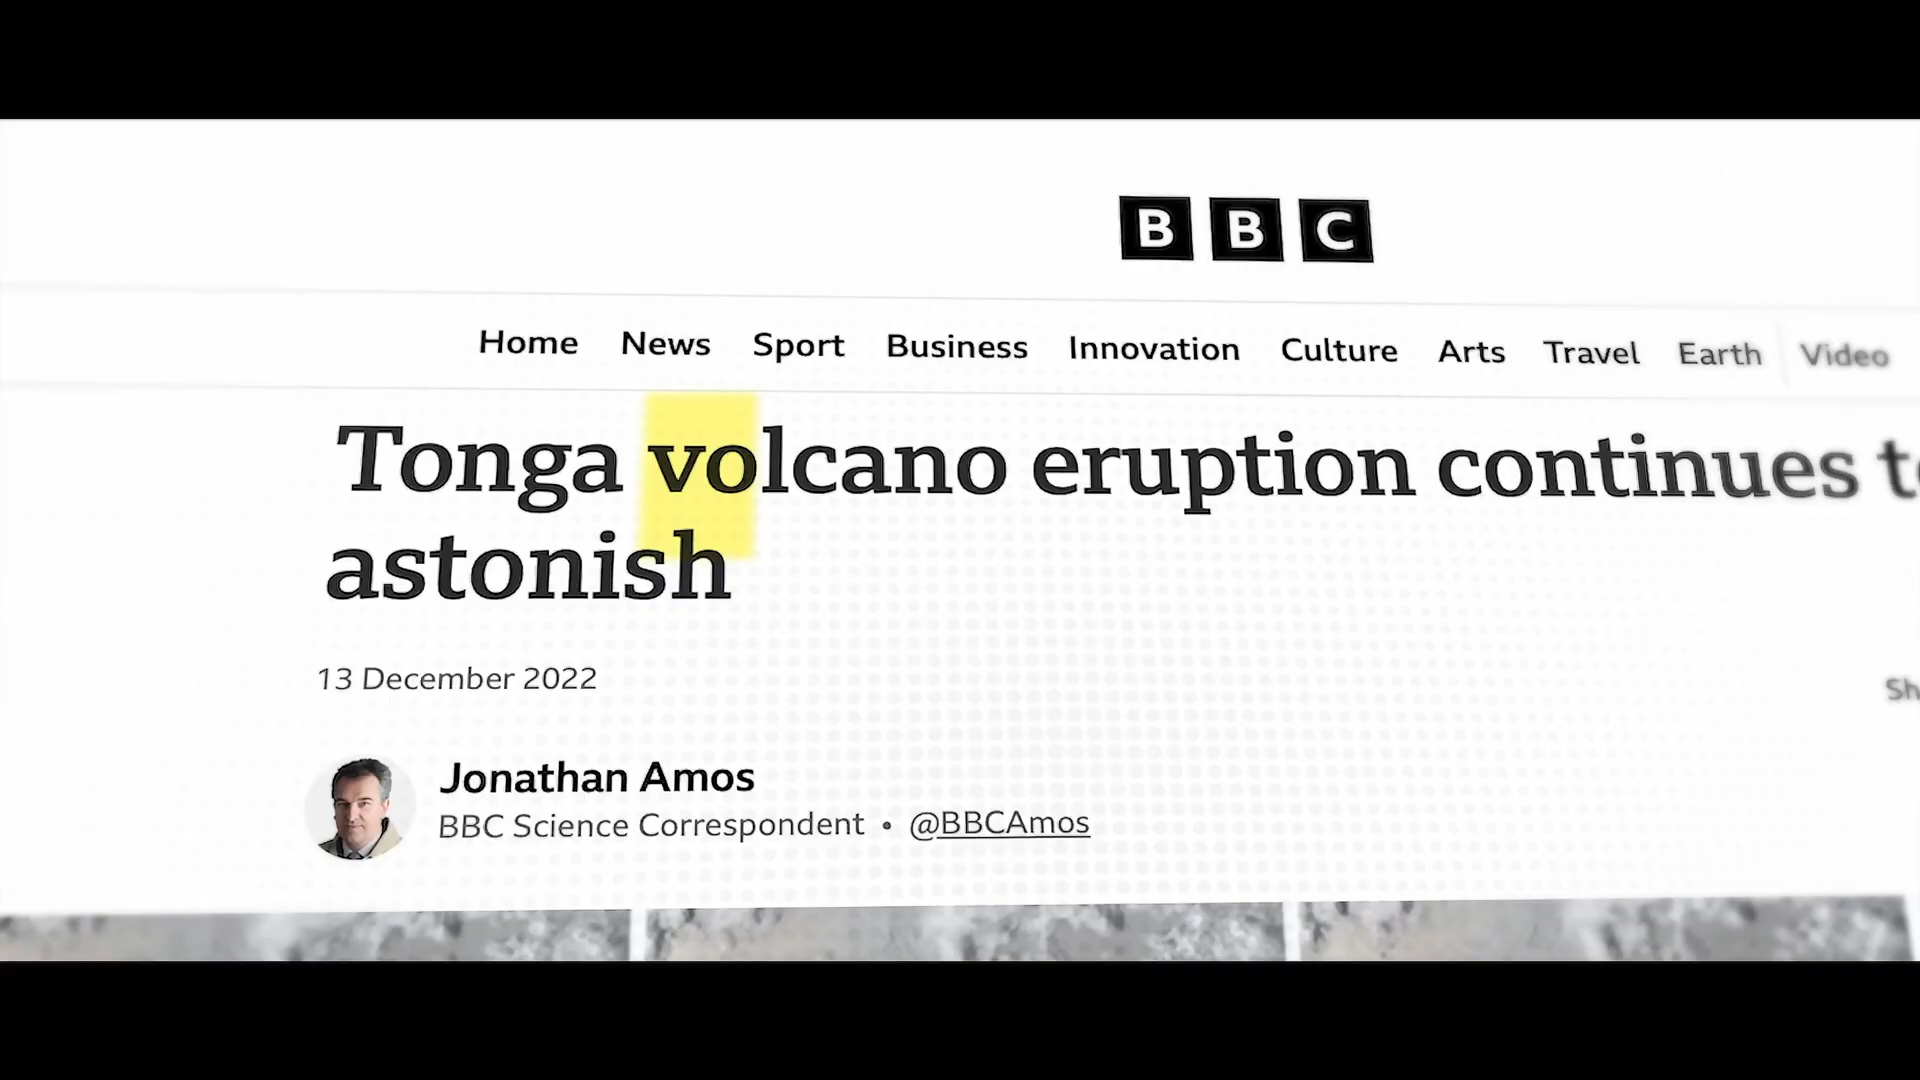 BBC
Home News Sport Business Innovation Culture Arts Travel Earth Video
Tonga volcano eruption continues
astonish
13 December 2022
Jonathan Amos
BBC Science Correspondent • @BBCAmos